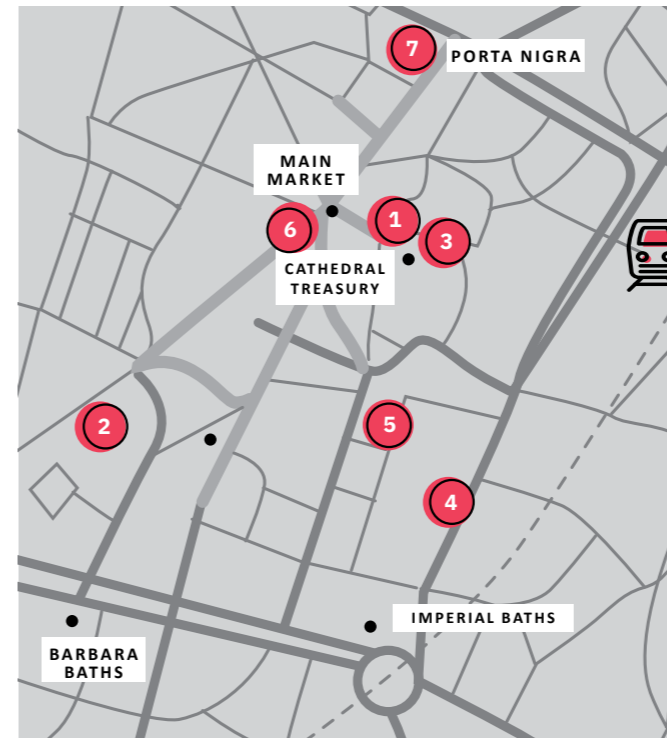 7
PORTA NIGRA
MAIN
MARKET
1
6
3
CATHEDRAL
TREASURY
2
5
4
IMPERIAL BATHS
BARBARA
BATHS